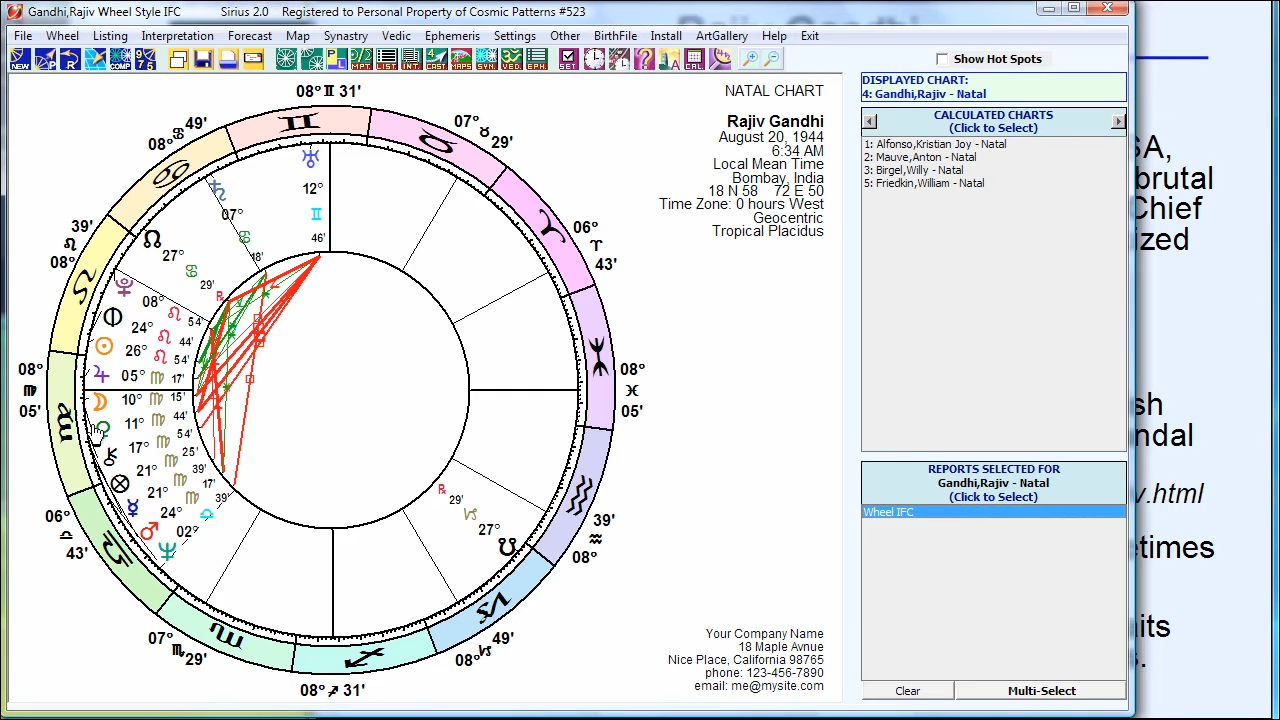 Gandhi,Rajiv Wheel Style IFC Sirius 2.0 Registered to Personal Property of Cosmic Patterns #523
File Wheel Listing Interpretation Forecast Map Synastry Vedic Ephemeris Settings Other BirthFile Install ArtGallery Help Exit
NEW P R COMP MPT. LIST INT. CAST. MAPS SYN. VED. EPH. SET CAL
Show Hot Spots
DISPLAYED CHART:
4: Gandhi,Rajiv - Natal
CALCULATED CHARTS
(Click to Select)
1: Alfonso,Kristian Joy - Natal
2: Mauve,Anton - Natal
3: Birgel,Willy - Natal
5: Friedkin,William - Natal
REPORTS SELECTED FOR
Gandhi,Rajiv - Natal
(Click to Select)
Wheel IFC
Clear Multi-Select
NATAL CHART
Rajiv Gandhi
August 20, 1944
6:34 AM
Local Mean Time
Bombay, India
18 N 58 72 E 50
Time Zone: 0 hours West
Geocentric
Tropical Placidus
08° ♊ 31'
07° ♉ 29'
06° ♈ 43'
08° ♓ 05'
39' ♒ 08°
08° ♑ 49'
08° ♐ 31'
07° ♏ 29'
06° ♎ 43'
08° ♍ 05'
39' ♌ 08°
08° ♋ 49'
♅ 12° ♊ 46'
♄ 07° ♋ 48'
☊ 27° ♋ 29' ℞
♇ 08° ♌ 54'
24° ♌ 44'
☉ 26° ♌ 54'
♃ 05° ♍ 17'
☽ 10° ♍ 15'
♀ 11° ♍ 44'
⚷ 17° ♍ 54'
⊗ 21° ♍ 25'
☿ 21° ♍ 39'
♂ 24° ♍ 17'
♆ 02° ♎ 39'
℞ 29' ♑ 27° ☋
Your Company Name
18 Maple Avnue
Nice Place, California 98765
phone: 123-456-7890
email: me@mysite.com
SA,
brutal
Chief
ized
sh
ndal
v.html
etimes
its
s.